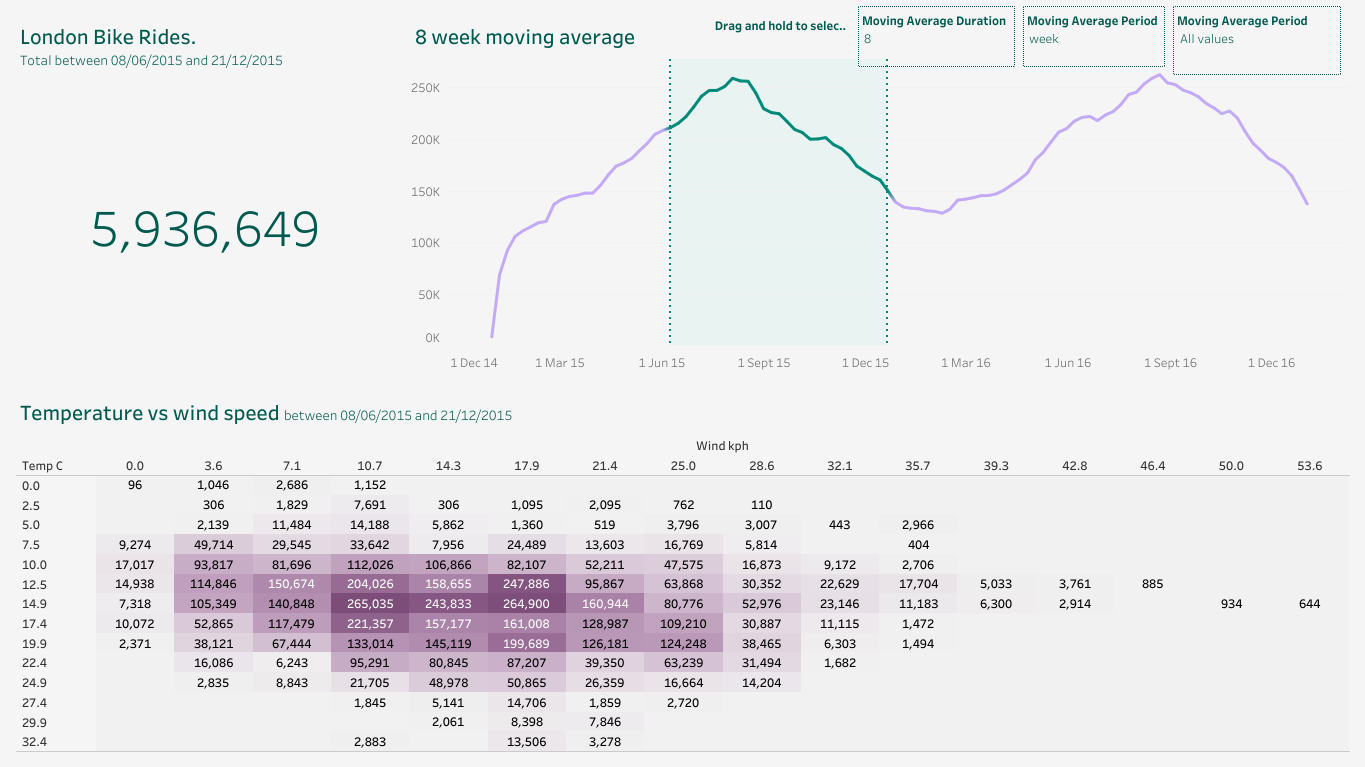 London Bike Rides.
Total between 08/06/2015 and 21/12/2015
5,936,649
8 week moving average
Drag and hold to selec..
Moving Average Duration
8
Moving Average Period
week
Moving Average Period
All values
250K
200K
150K
100K
50K
0K
1 Dec 14 1 Mar 15 1 Jun 15 1 Sept 15 1 Dec 15 1 Mar 16 1 Jun 16 1 Sept 16 1 Dec 16
Temperature vs wind speed between 08/06/2015 and 21/12/2015
Wind kph
Temp C 0.0 3.6 7.1 10.7 14.3 17.9 21.4 25.0 28.6 32.1 35.7 39.3 42.8 46.4 50.0 53.6
0.0 96 1,046 2,686 1,152
2.5 306 1,829 7,691 306 1,095 2,095 762 110
5.0 2,139 11,484 14,188 5,862 1,360 519 3,796 3,007 443 2,966
7.5 9,274 49,714 29,545 33,642 7,956 24,489 13,603 16,769 5,814 404
10.0 17,017 93,817 81,696 112,026 106,866 82,107 52,211 47,575 16,873 9,172 2,706
12.5 14,938 114,846 150,674 204,026 158,655 247,886 95,867 63,868 30,352 22,629 17,704 5,033 3,761 885
14.9 7,318 105,349 140,848 265,035 243,833 264,900 160,944 80,776 52,976 23,146 11,183 6,300 2,914 934 644
17.4 10,072 52,865 117,479 221,357 157,177 161,008 128,987 109,210 30,887 11,115 1,472
19.9 2,371 38,121 67,444 133,014 145,119 199,689 126,181 124,248 38,465 6,303 1,494
22.4 16,086 6,243 95,291 80,845 87,207 39,350 63,239 31,494 1,682
24.9 2,835 8,843 21,705 48,978 50,865 26,359 16,664 14,204
27.4 1,845 5,141 14,706 1,859 2,720
29.9 2,061 8,398 7,846
32.4 2,883 13,506 3,278